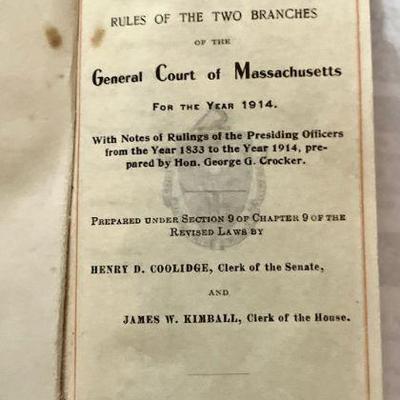 RULES OF THE TWO BRANCHES
OF THE
General Court of Massachusetts
FOR THE YEAR 1914.
With Notes of Rulings of the Presiding Officers
from the Year 1833 to the Year 1914, pre-
pared by Hon. George G. Crocker.
PREPARED UNDER SECTION 9 OF CHAPTER 9 OF THE
REVISED LAWS BY
HENRY D. COOLIDGE, Clerk of the Senate,
AND
JAMES W. KIMBALL, Clerk of the House.